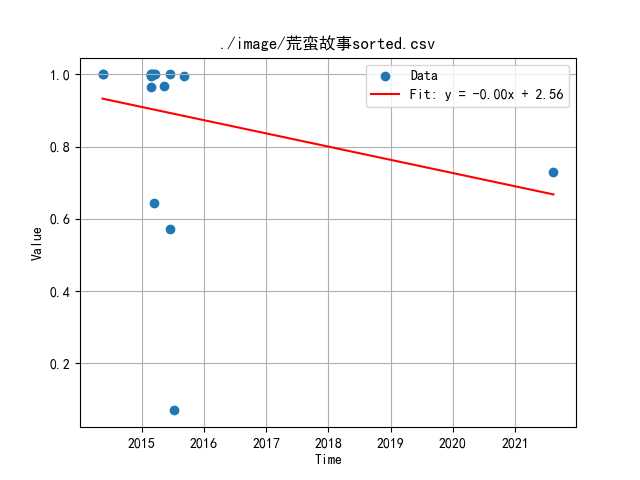 ./image/荒蛮故事sorted.csv
Data
Fit: y = -0.00x + 2.56
Value
1.0
0.8
0.6
0.4
0.2
2015 2016 2017 2018 2019 2020 2021
Time